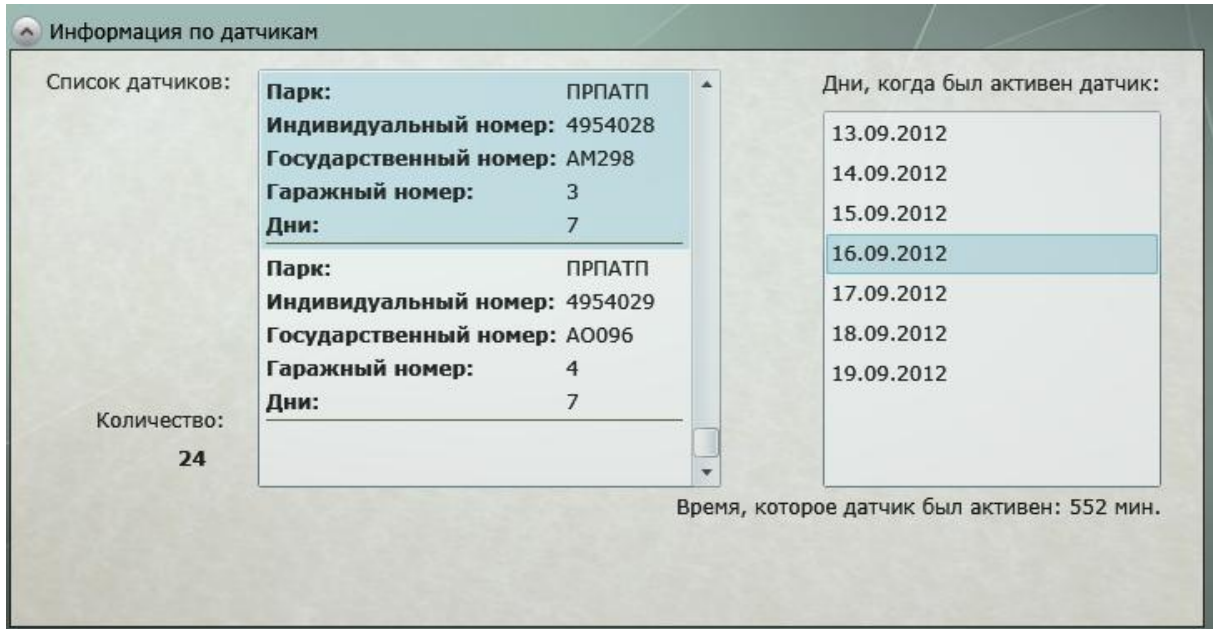 Информация по датчикам
Список датчиков:
Парк: ПРПАТП
Индивидуальный номер: 4954028
Государственный номер: АМ298
Гаражный номер: 3
Дни: 7
Парк: ПРПАТП
Индивидуальный номер: 4954029
Государственный номер: АО096
Гаражный номер: 4
Дни: 7
Количество:
24
Дни, когда был активен датчик:
13.09.2012
14.09.2012
15.09.2012
16.09.2012
17.09.2012
18.09.2012
19.09.2012
Время, которое датчик был активен: 552 мин.